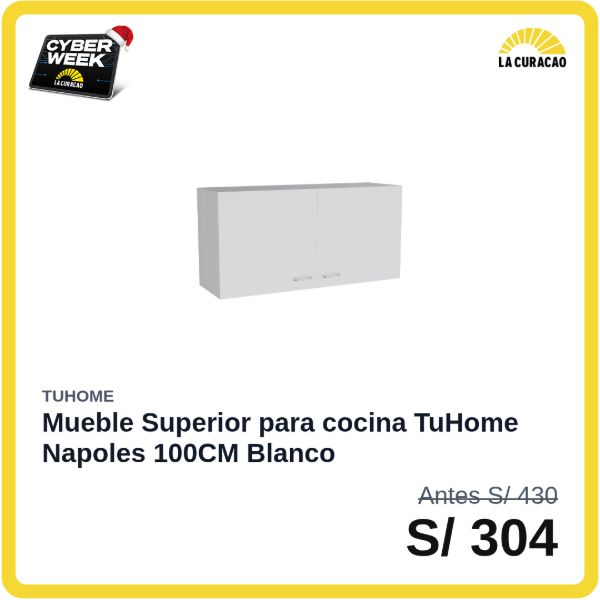 CYBER
WEEK
LA CURACAO
LA CURACAO
TUHOME
Mueble Superior para cocina TuHome
Napoles 100CM Blanco
Antes S/ 430
S/ 304